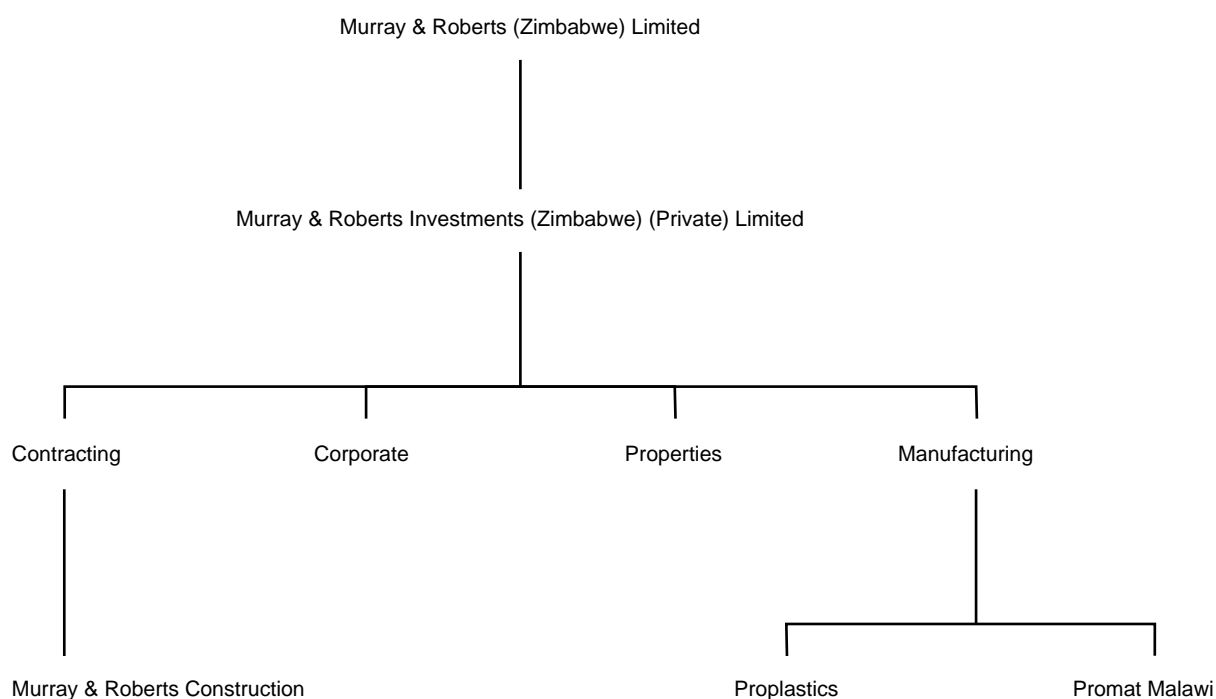 Murray & Roberts (Zimbabwe) Limited
Murray & Roberts Investments (Zimbabwe) (Private) Limited
Contracting
Corporate
Properties
Manufacturing
Murray & Roberts Construction
Proplastics
Promat Malawi